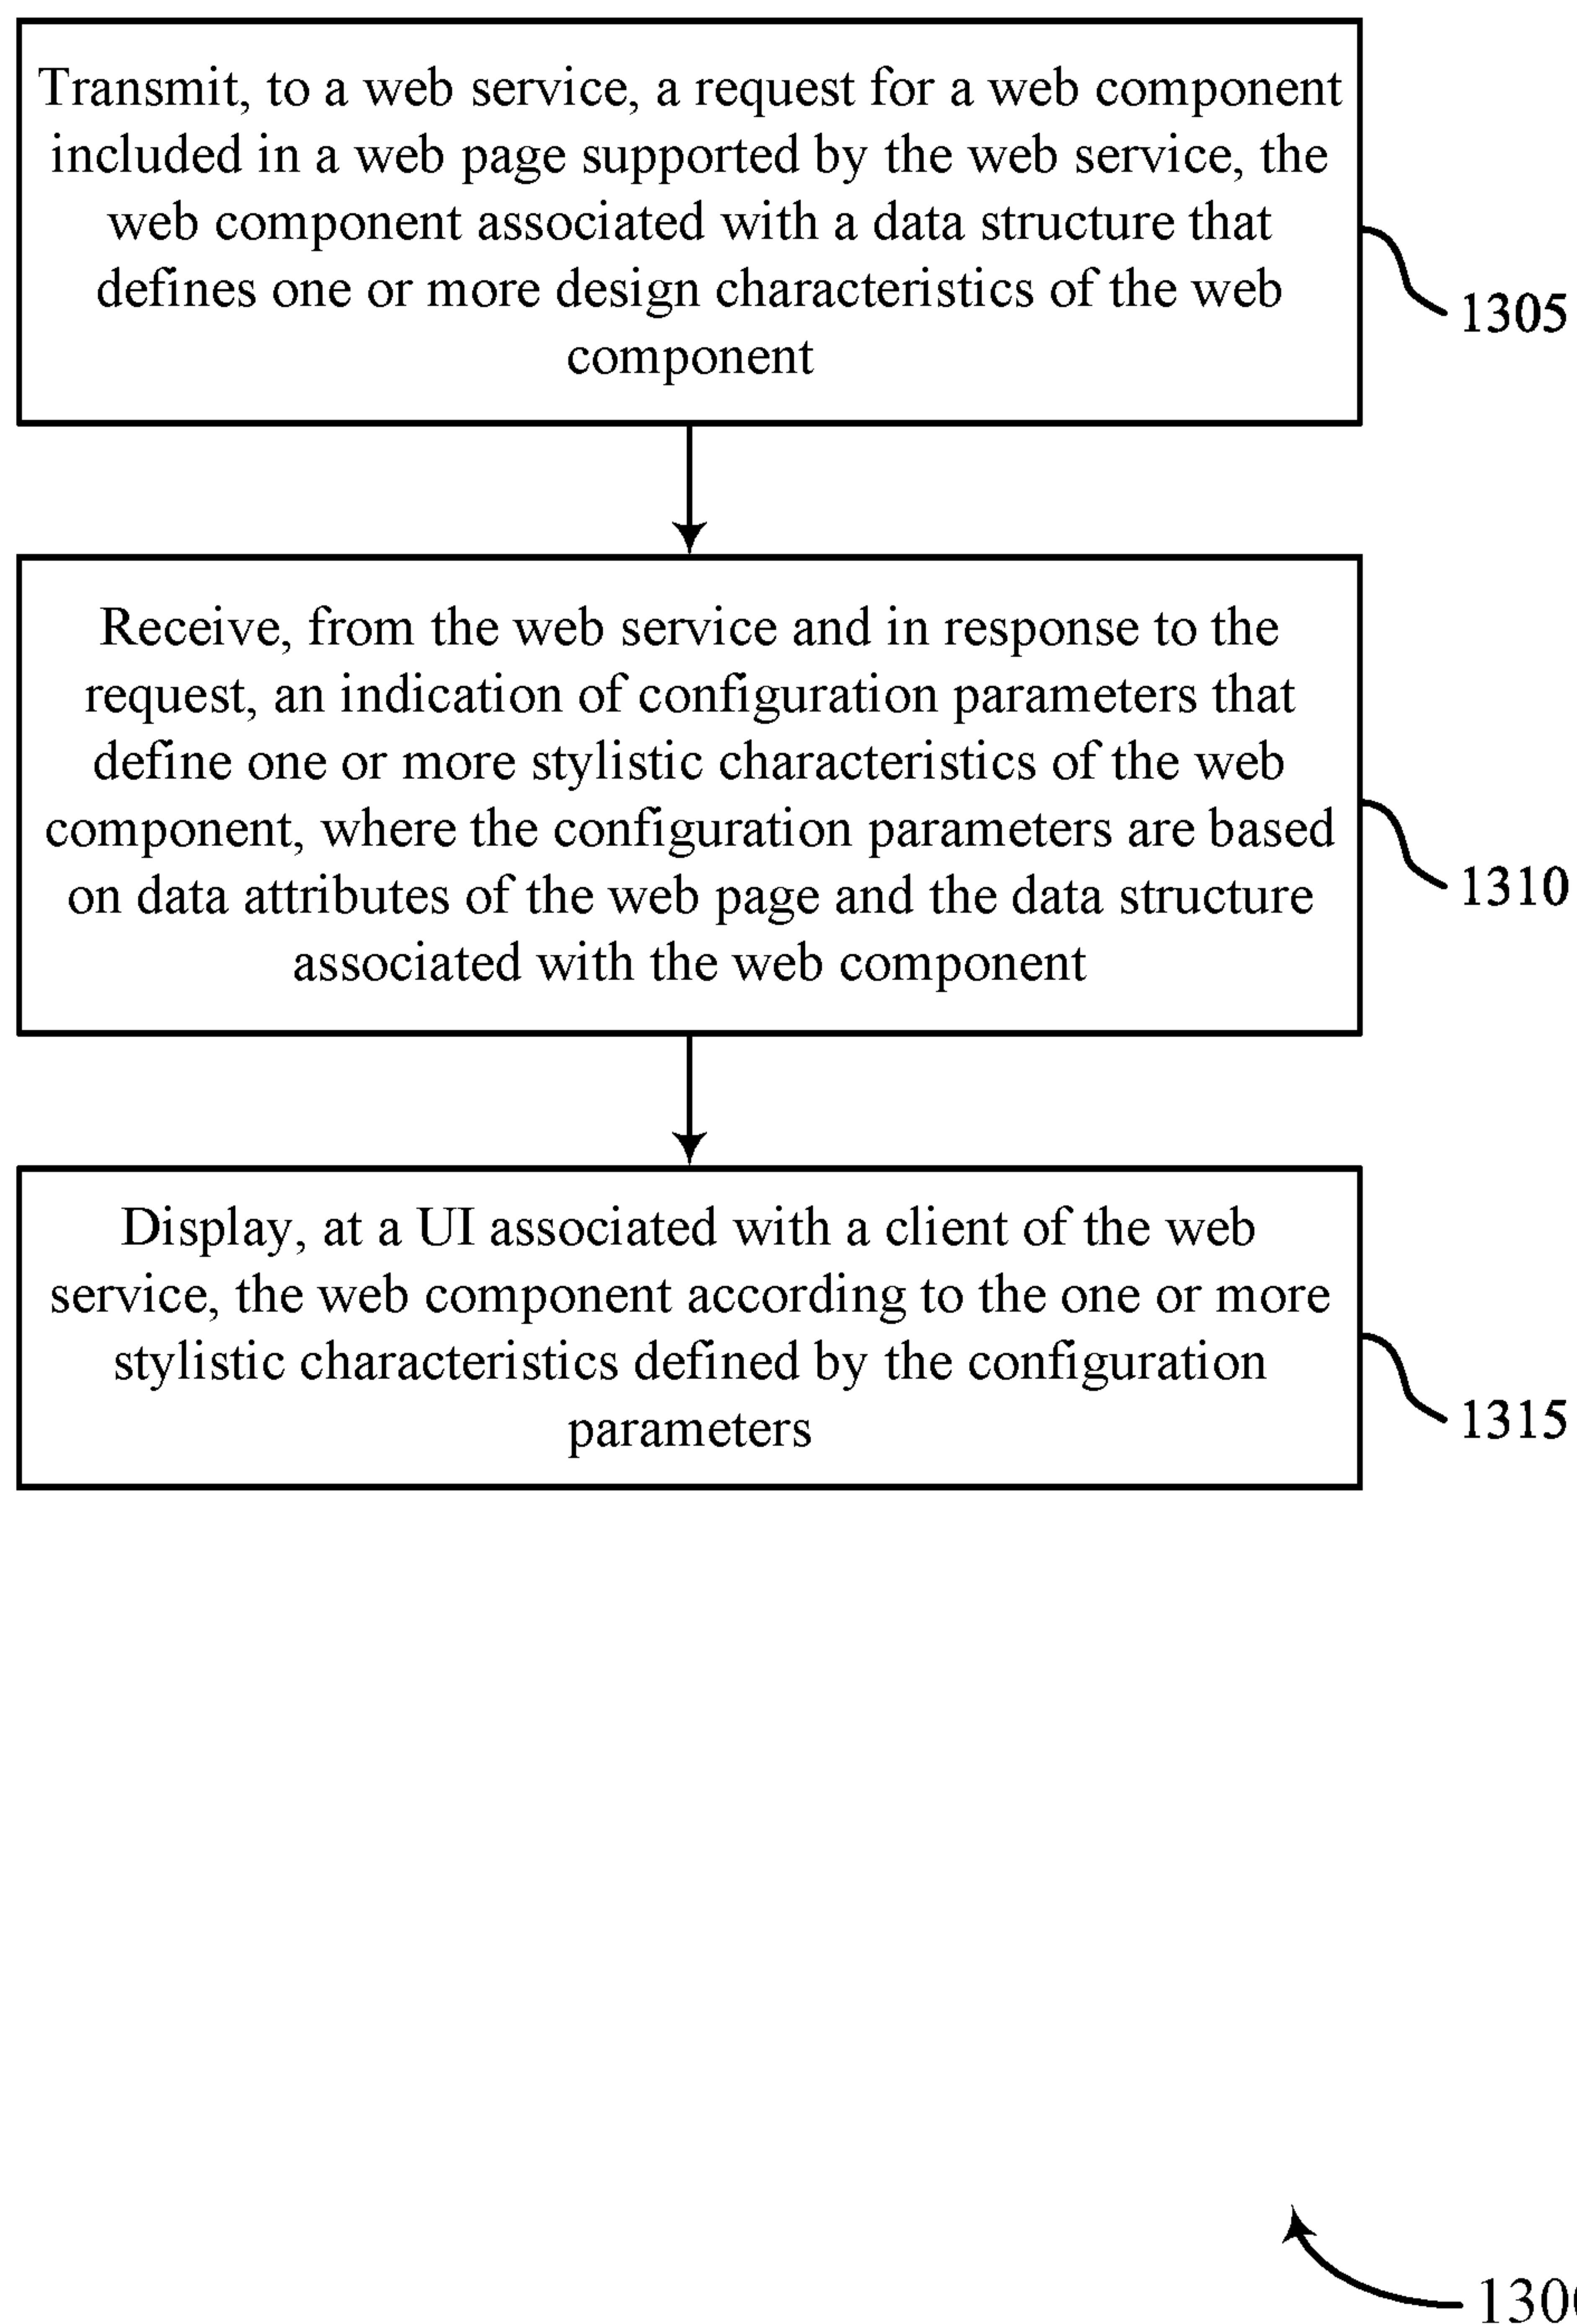 Transmit, to a web service, a request for a web component
included in a web page supported by the web service, the
web component associated with a data structure that
defines one or more design characteristics of the web
component
1305
Receive, from the web service and in response to the
request, an indication of configuration parameters that
define one or more stylistic characteristics of the web
component, where the configuration parameters are based
on data attributes of the web page and the data structure
associated with the web component
1310
Display, at a UI associated with a client of the web
service, the web component according to the one or more
stylistic characteristics defined by the configuration
parameters
1315
1300